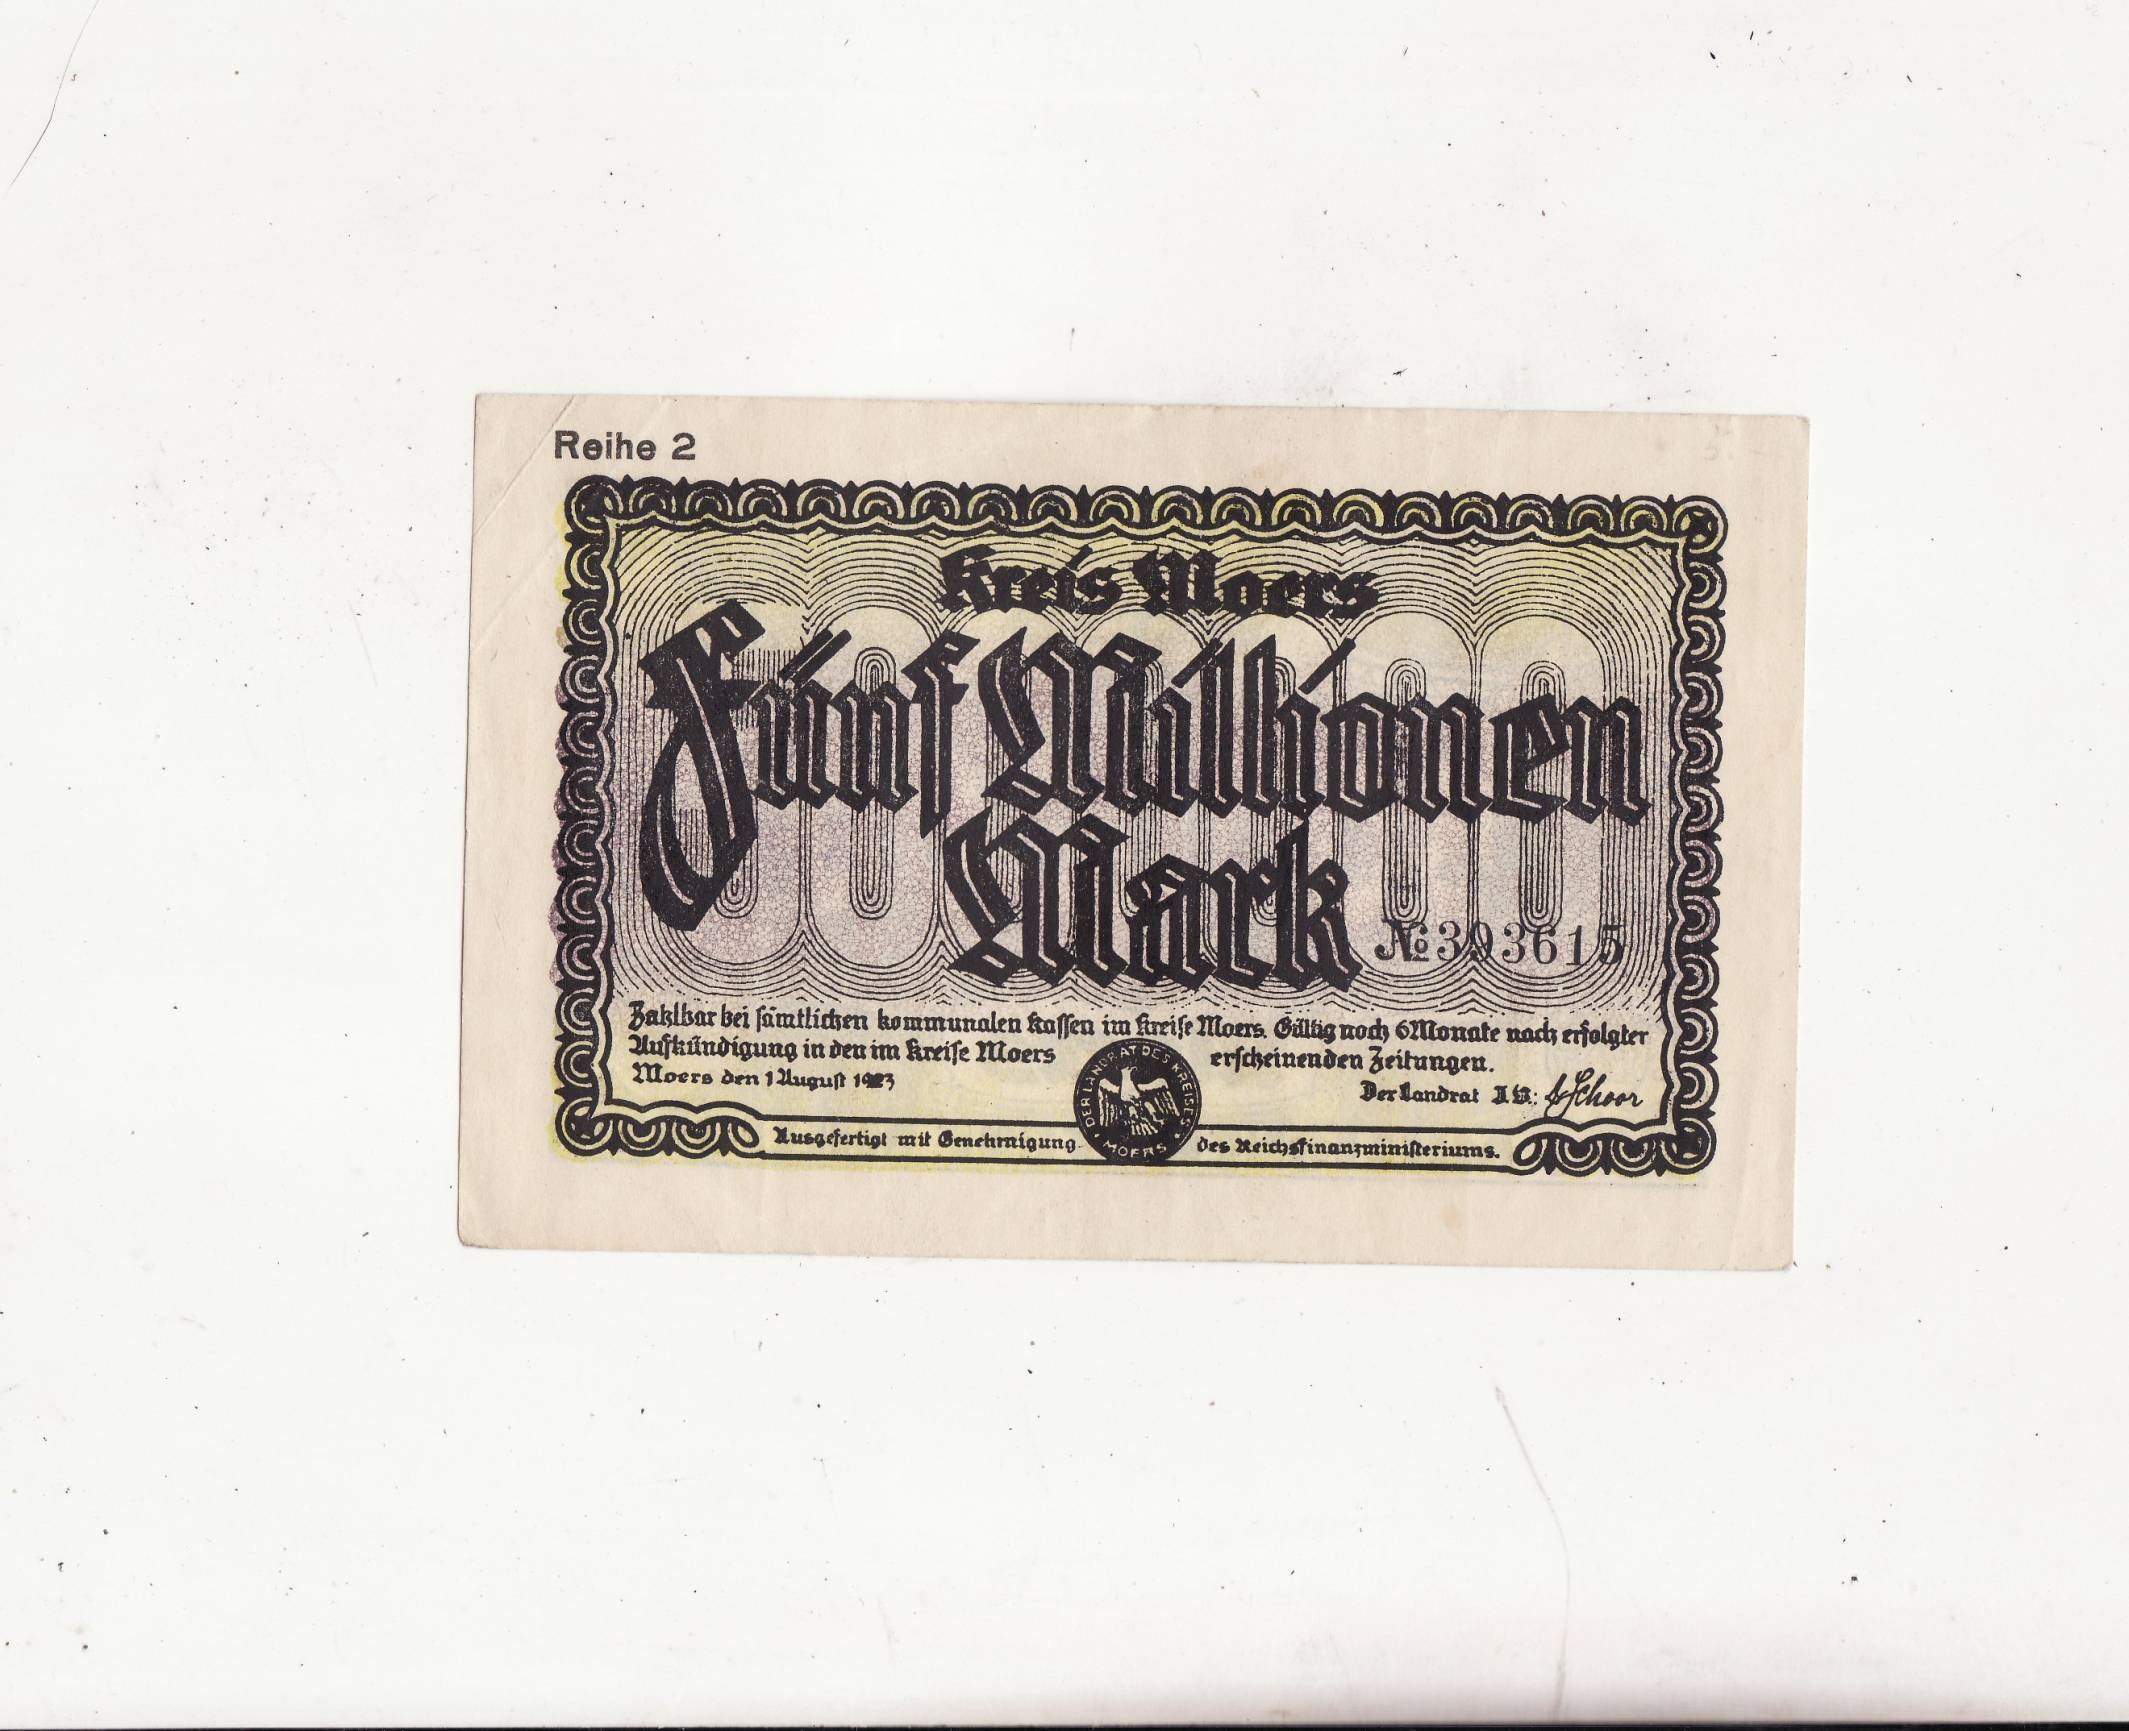 Reihe 2
Kreis Moers
Fünf Millionen
Mark
№ 393615
Zahlbar bei sämtlichen kommunalen Kassen im Kreise Moers. Gültig noch 6 Monate nach erfolgter
Aufkündigung in den im Kreise Moers erscheinenden Zeitungen.
Moers den 1 August 1923
Der Landrat I.V.:
DER LANDRAT DES KREISES MOERS
Ausgefertigt mit Genehmigung des Reichsfinanzministeriums.